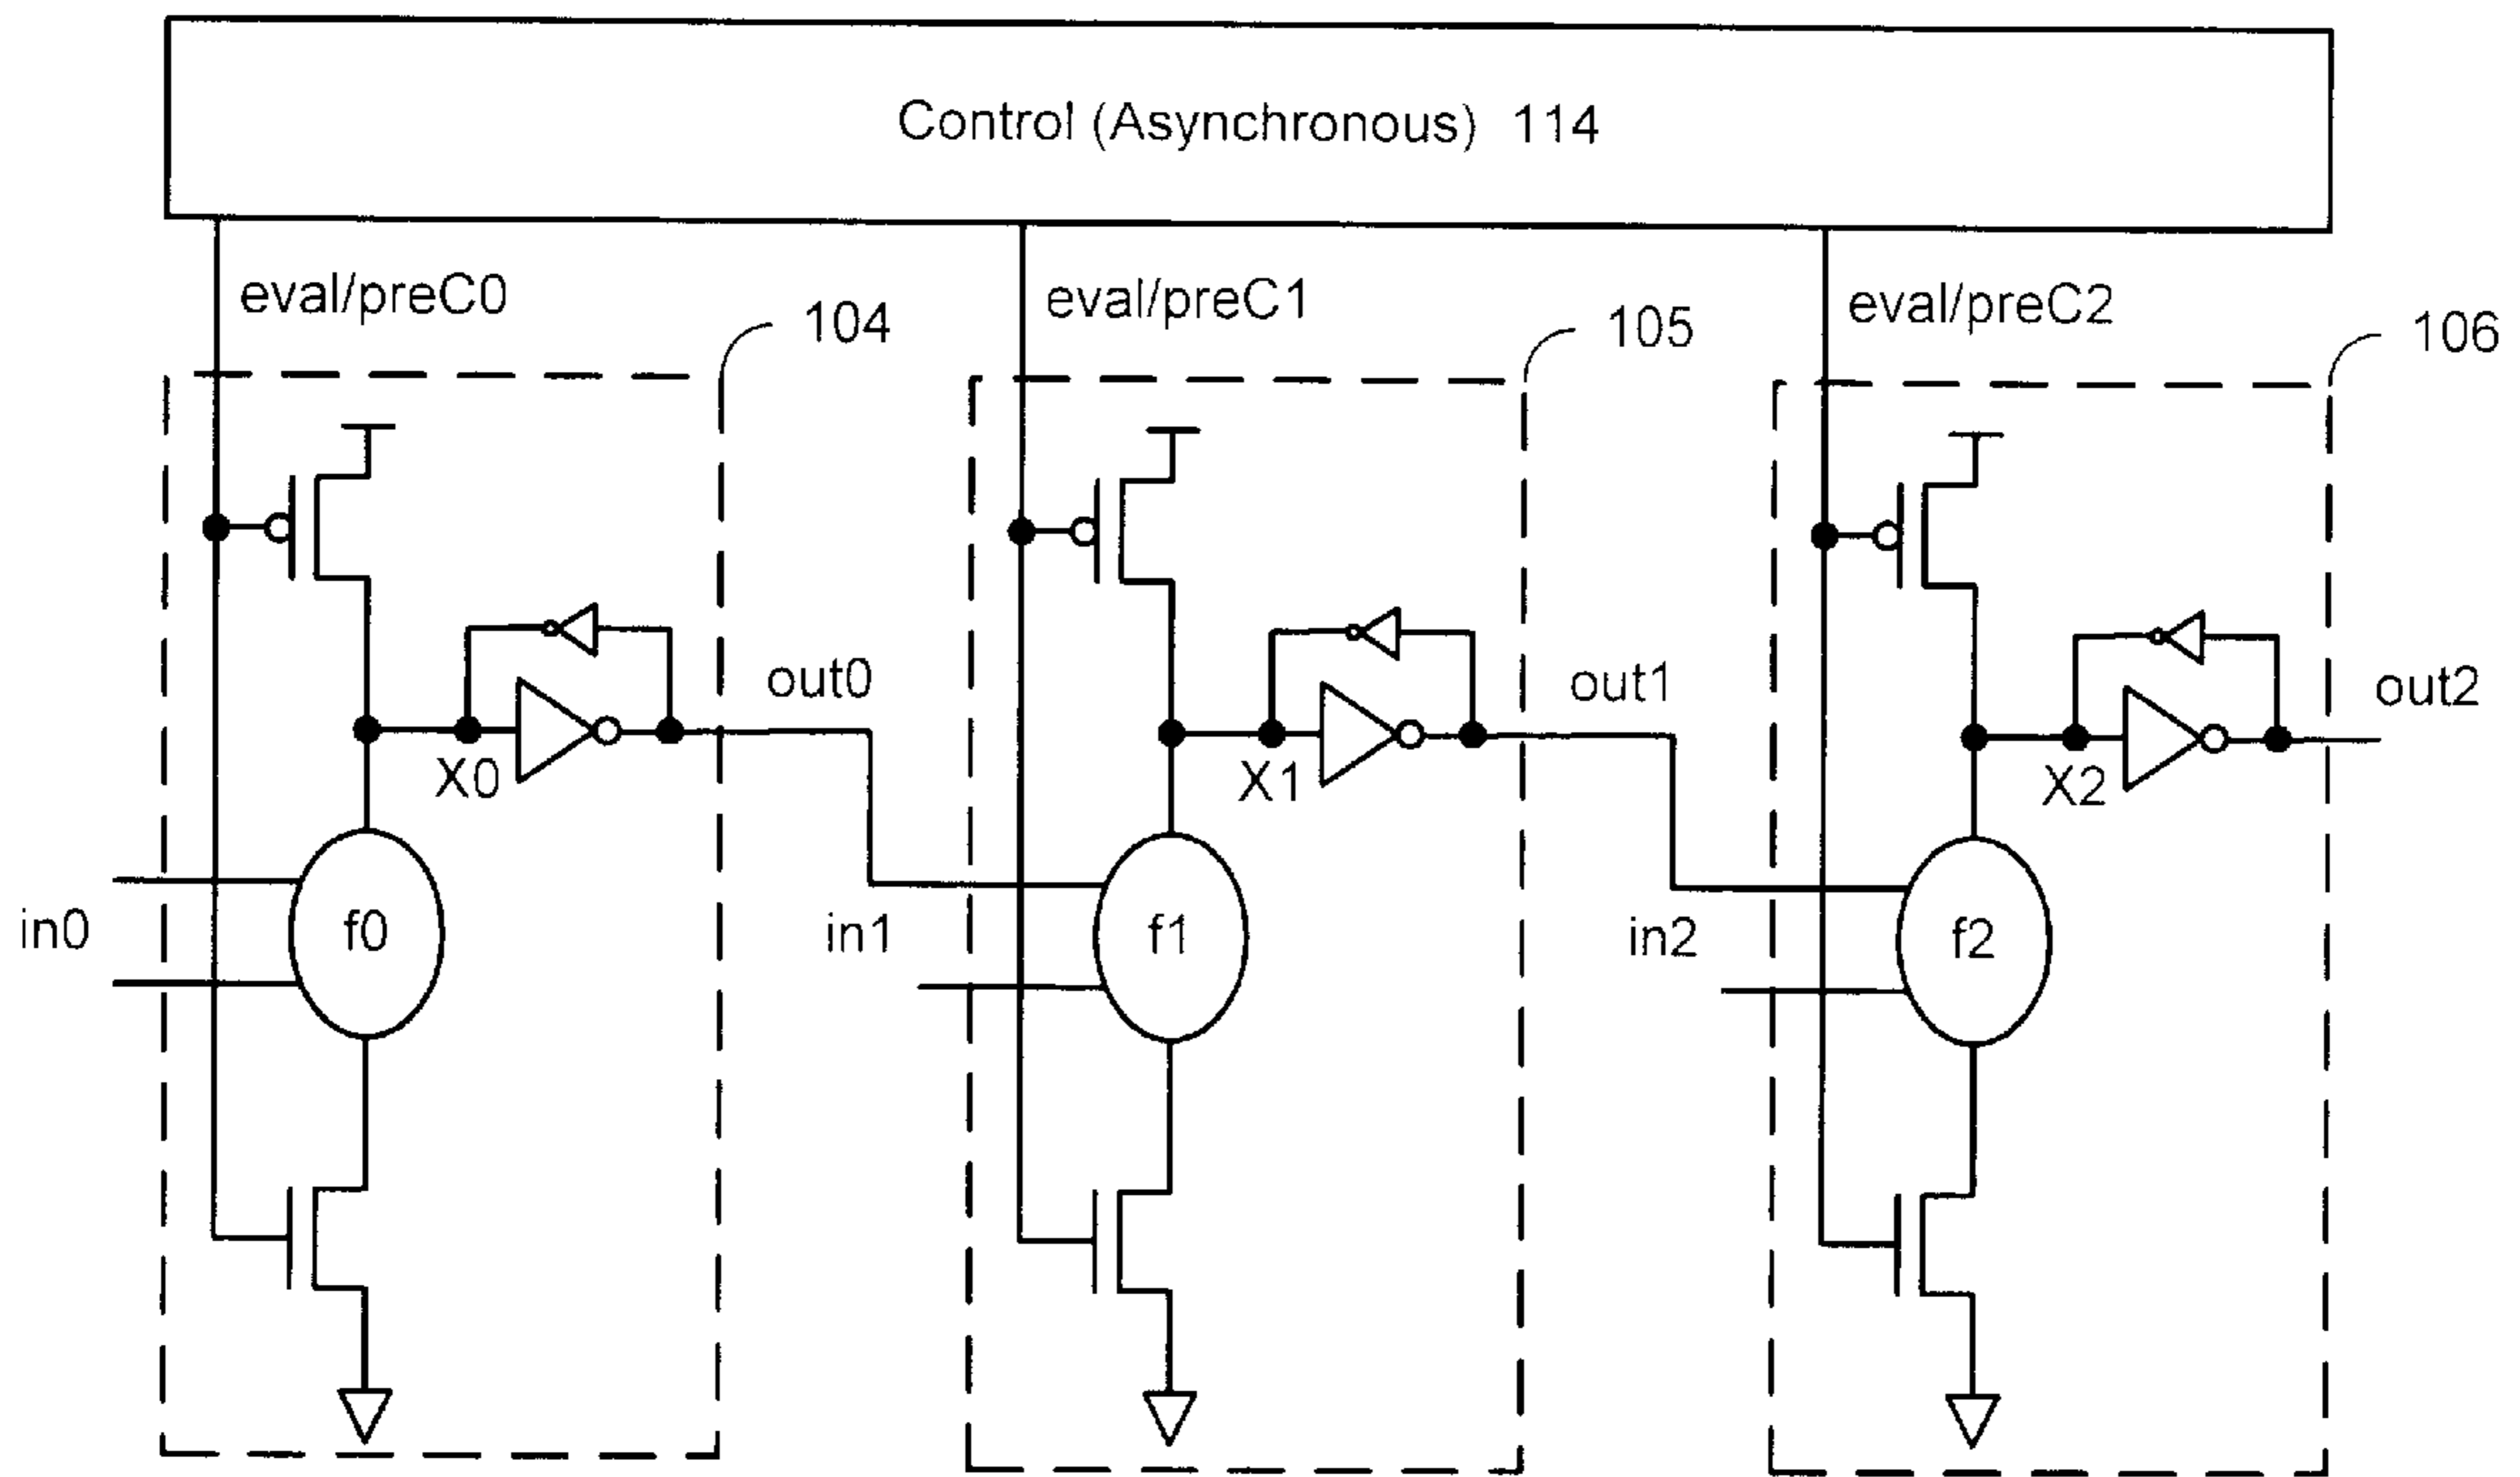 Control (Asynchronous) 114
eval/preC0
104
eval/preC1
105
eval/preC2
106
out0
out1
out2
X0
X1
X2
in0
f0
in1
f1
in2
f2